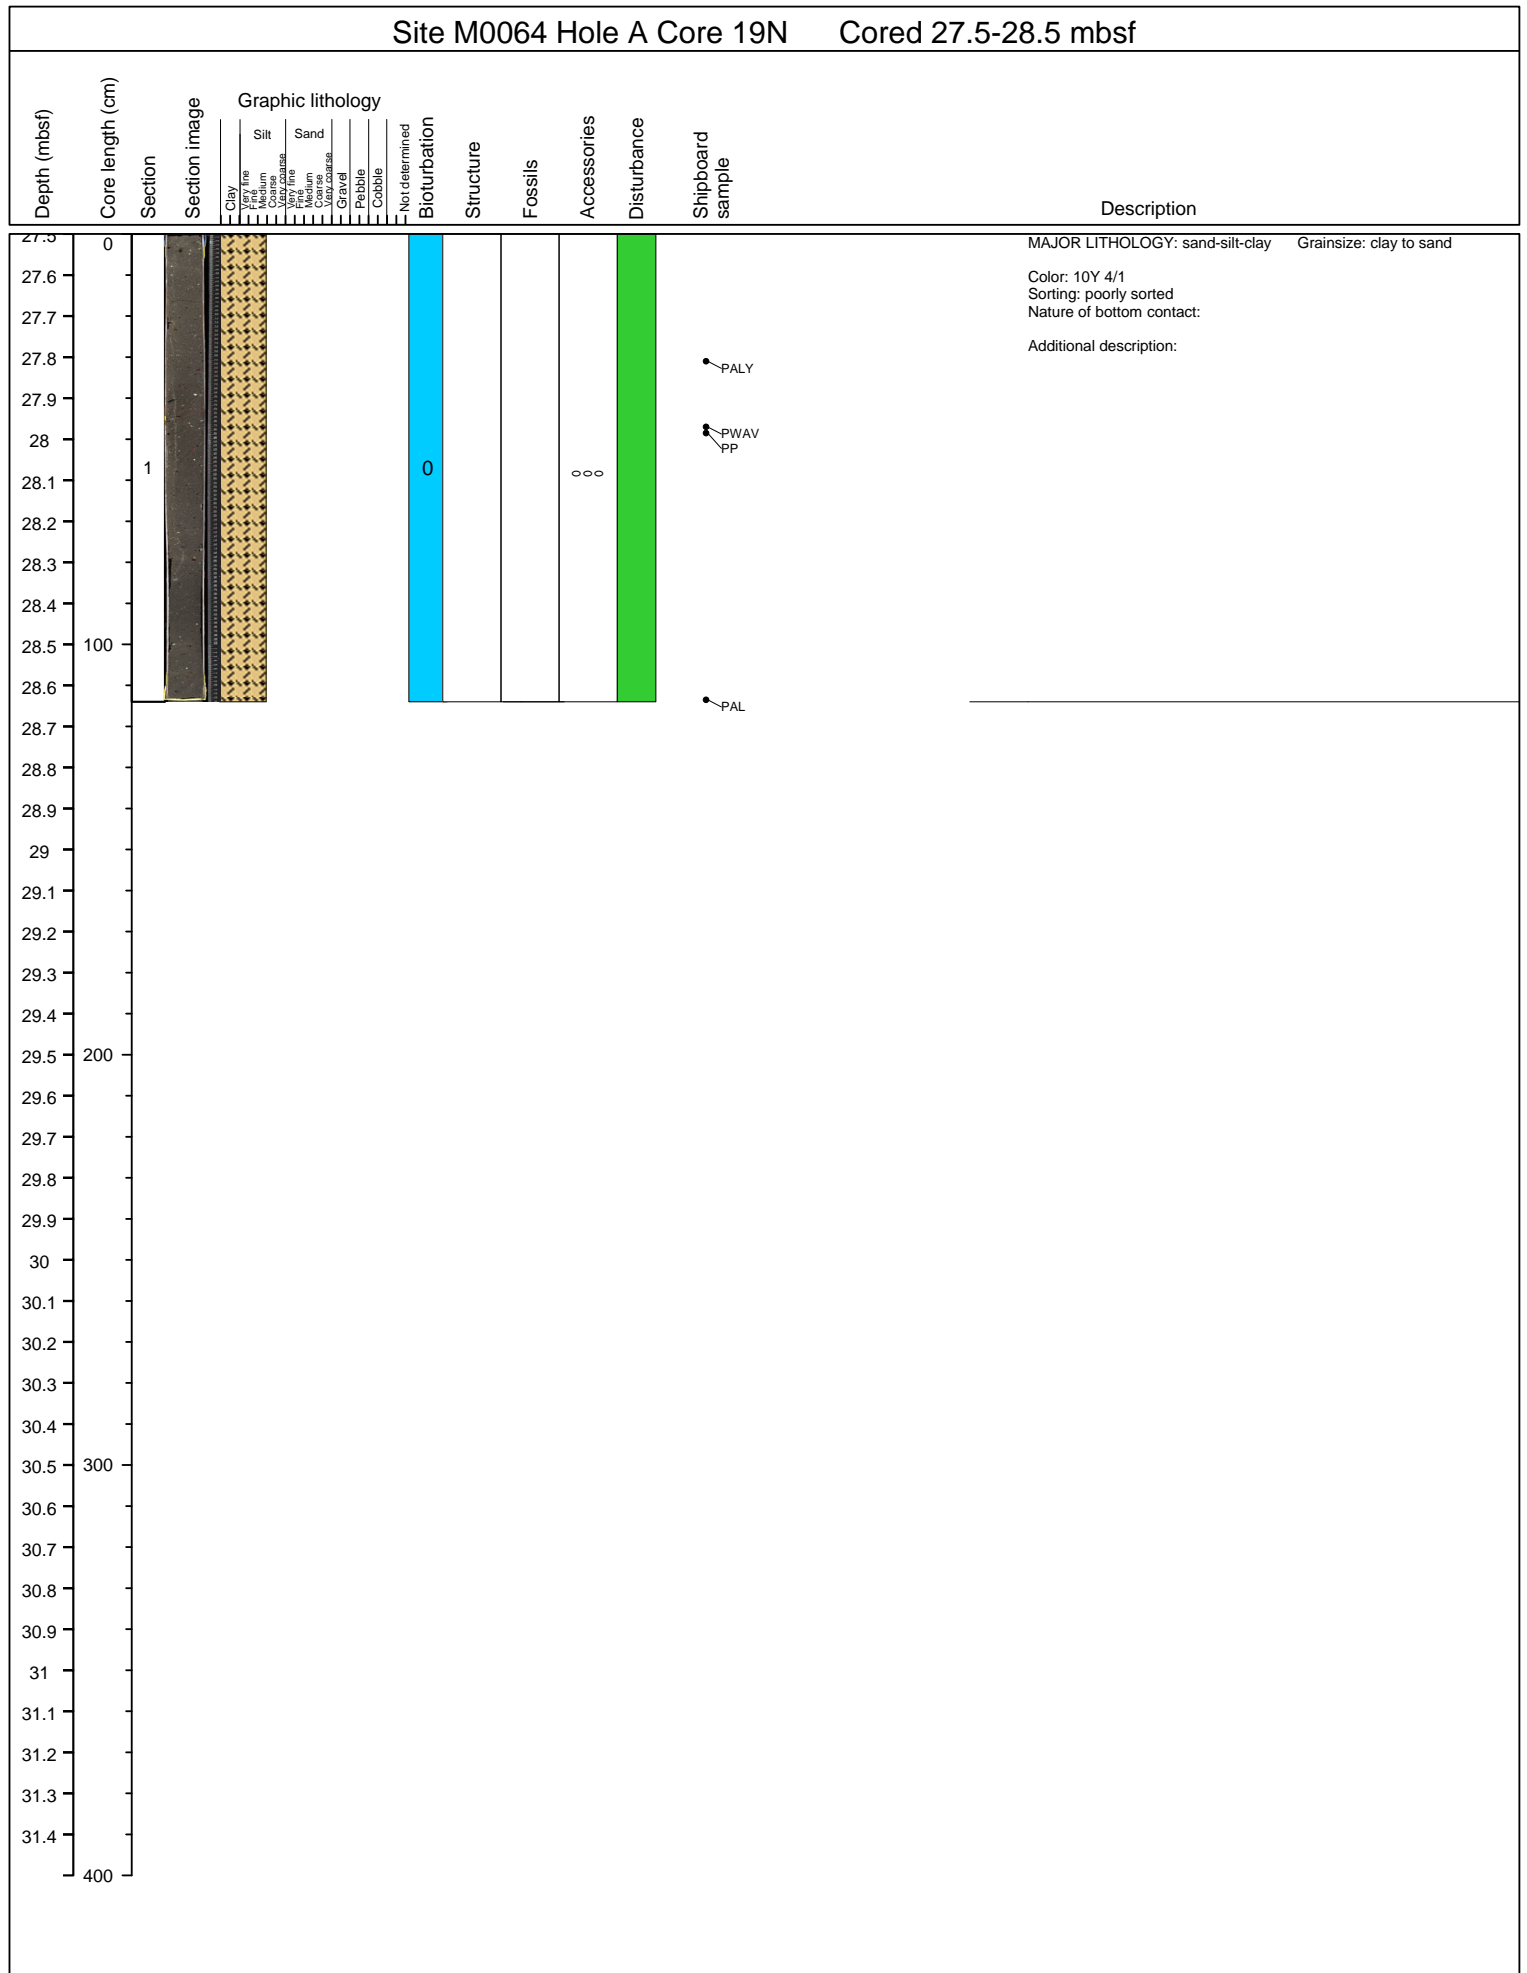 Site M0064 Hole A Core 19N Cored 27.5-28.5 mbsf
Depth (mbsf)
Core length (cm)
Section
Section image
Graphic lithology
Clay
Silt
Very fine
Fine
Medium
Coarse
Very coarse
Sand
Very fine
Fine
Medium
Coarse
Very coarse
Gravel
Pebble
Cobble
Not determined
Bioturbation
Structure
Fossils
Accessories
Disturbance
Shipboard
sample
Description
27.5 0
MAJOR LITHOLOGY: sand-silt-clay Grainsize: clay to sand
27.6
Color: 10Y 4/1
Sorting: poorly sorted
27.7
Nature of bottom contact:
Additional description:
27.8
PALY
27.9
PWAV
28
PP
1 0
28.1
28.2
28.3
28.4
28.5 100
28.6
PAL
28.7
28.8
28.9
29
29.1
29.2
29.3
29.4
29.5 200
29.6
29.7
29.8
29.9
30
30.1
30.2
30.3
30.4
30.5 300
30.6
30.7
30.8
30.9
31
31.1
31.2
31.3
31.4
400